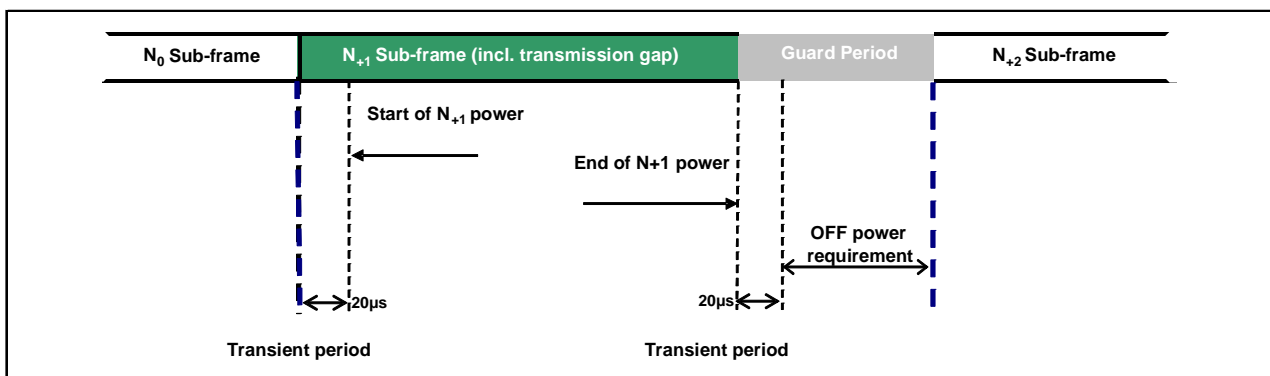 N0 Sub-frame
N+1 Sub-frame (incl. transmission gap)
Guard Period
N+2 Sub-frame
Start of N+1 power
End of N+1 power
OFF power
requirement
20µs
20µs
Transient period
Transient period